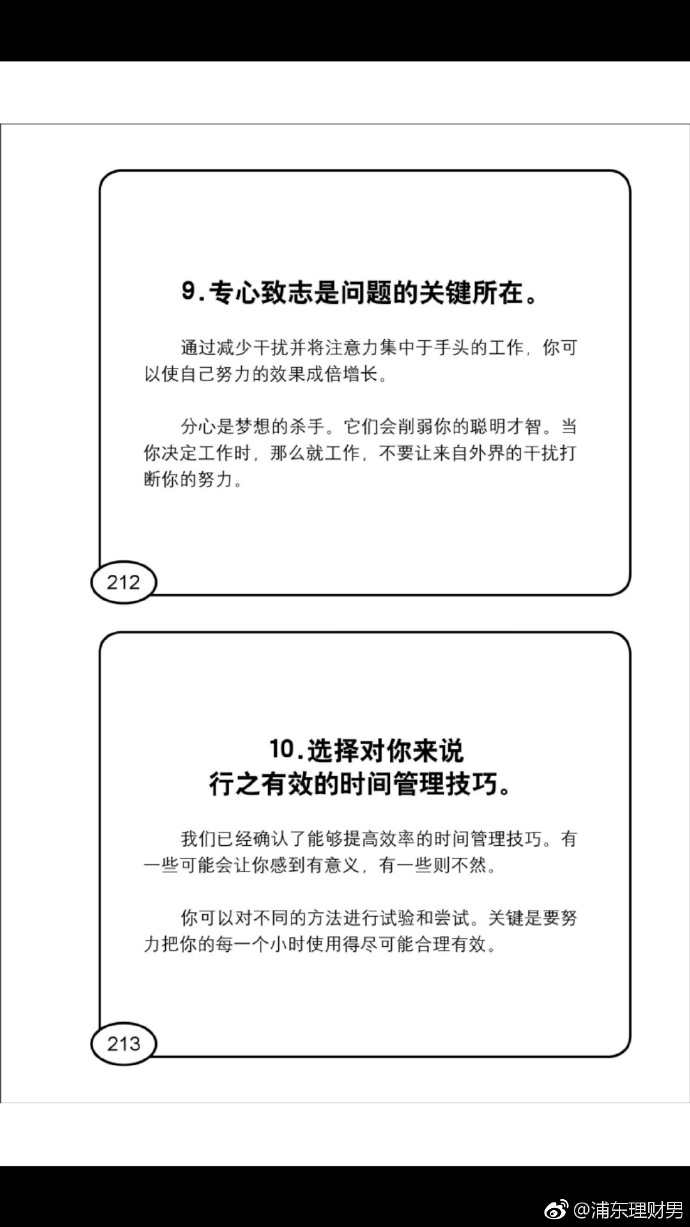 9.专心致志是问题的关键所在。
通过减少干扰并将注意力集中于手头的工作，你可
以使自己努力的效果成倍增长。
分心是梦想的杀手。它们会削弱你的聪明才智。当
你决定工作时，那么就工作，不要让来自外界的干扰打
断你的努力。
212
10.选择对你来说
行之有效的时间管理技巧。
我们已经确认了能够提高效率的时间管理技巧。有
一些可能会让你感到有意义，有一些则不然。
你可以对不同的方法进行试验和尝试。关键是要努
力把你的每一个小时使用得尽可能合理有效。
213
@浦东理财男